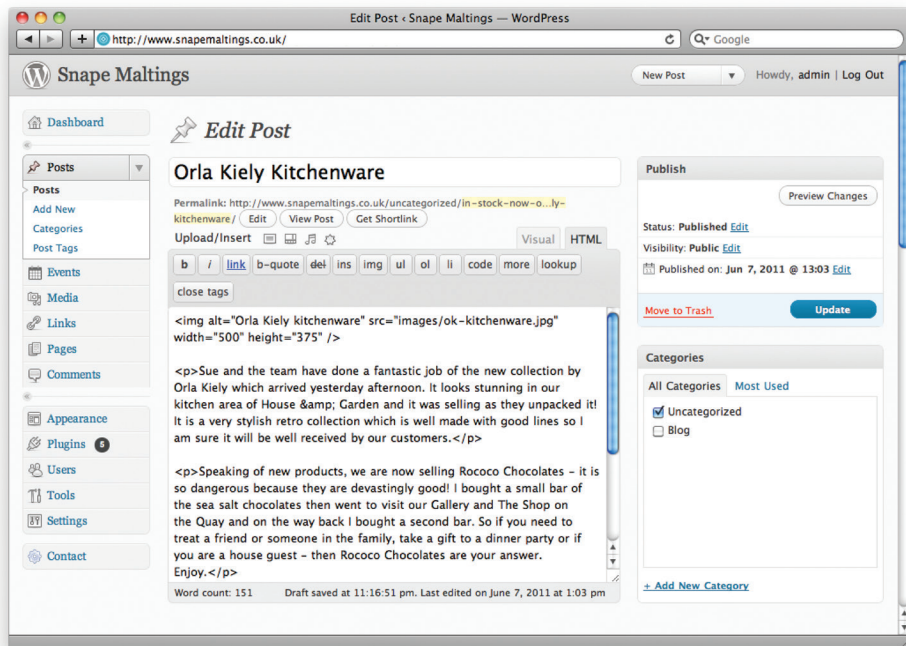 Edit Post ‹ Snape Maltings — WordPress
http://www.snapemaltings.co.uk/
Google
Snape Maltings
New Post
Howdy, admin | Log Out
Dashboard
Posts
Posts
Add New
Categories
Post Tags
Events
Media
Links
Pages
Comments
Appearance
Plugins 5
Users
Tools
Settings
Contact
Edit Post
Orla Kiely Kitchenware
Permalink: http://www.snapemaltings.co.uk/uncategorized/in-stock-now-o...ly-
kitchenware/ Edit View Post Get Shortlink
Upload/Insert
Visual HTML
b i link b-quote del ins img ul ol li code more lookup
close tags
<img alt="Orla Kiely kitchenware" src="images/ok-kitchenware.jpg"
width="500" height="375" />
<p>Sue and the team have done a fantastic job of the new collection by
Orla Kiely which arrived yesterday afternoon. It looks stunning in our
kitchen area of House &amp; Garden and it was selling as they unpacked it!
It is a very stylish retro collection which is well made with good lines so I
am sure it will be well received by our customers.</p>
<p>Speaking of new products, we are now selling Rococo Chocolates – it is
so dangerous because they are devastingly good! I bought a small bar of
the sea salt chocolates then went to visit our Gallery and The Shop on
the Quay and on the way back I bought a second bar. So if you need to
treat a friend or someone in the family, take a gift to a dinner party or if
you are a house guest – then Rococo Chocolates are your answer.
Enjoy.</p>
Word count: 151
Draft saved at 11:16:51 pm. Last edited on June 7, 2011 at 1:03 pm
Publish
Preview Changes
Status: Published Edit
Visibility: Public Edit
Published on: Jun 7, 2011 @ 13:03 Edit
Move to Trash
Update
Categories
All Categories Most Used
Uncategorized
Blog
+ Add New Category